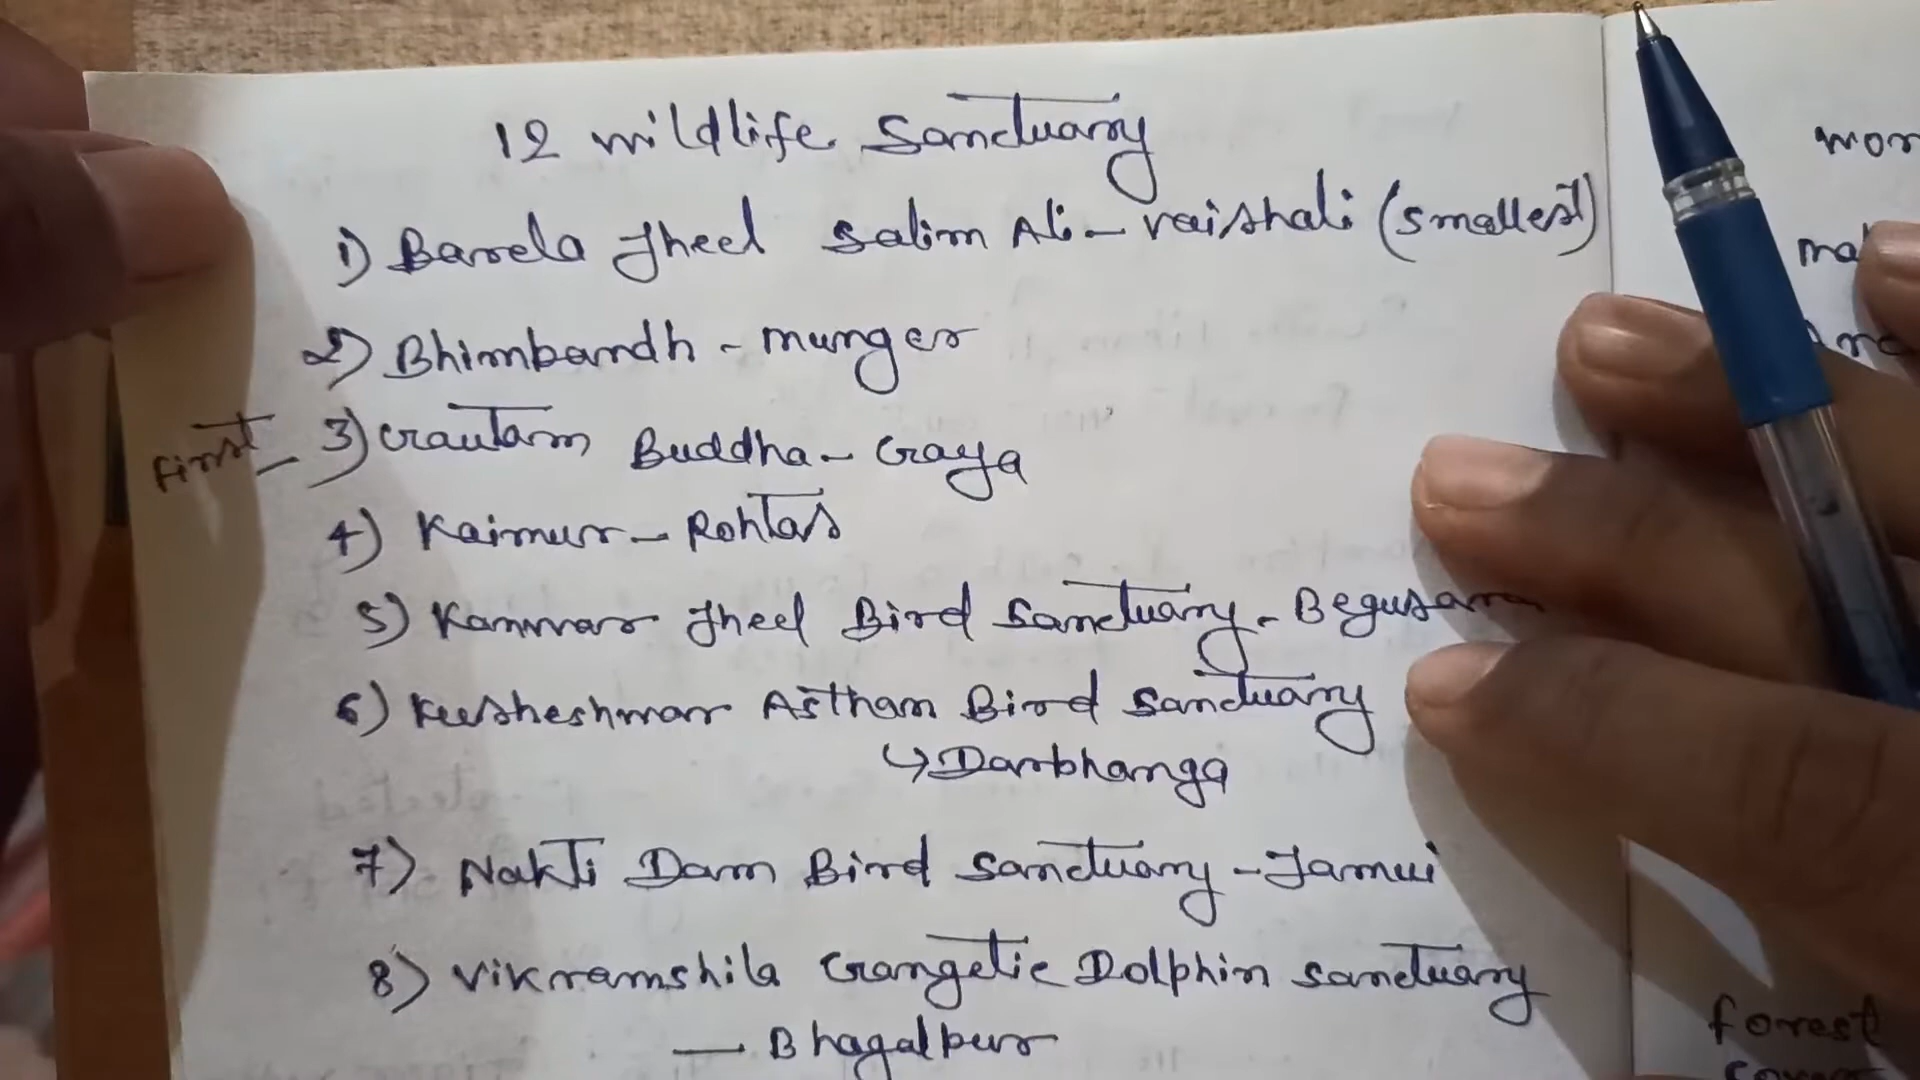 12 wildlife Sanctuary
1) Barela Jheel Salim Ali - vaishali (smallest)
2) Bhimbandh - munger
First - 3) Gautam Buddha - Gaya
4) Kaimur - Rohtas
5) Kanwar Jheel Bird Sanctuary - Begusarai
6) Kusheshwar Asthan Bird Sanctuary
↳ Darbhanga
7) Nakti Dam Bird Sanctuary - Jamui
8) Vikramshila Gangetic Dolphin Sanctuary
- Bhagalpur
forest
cover